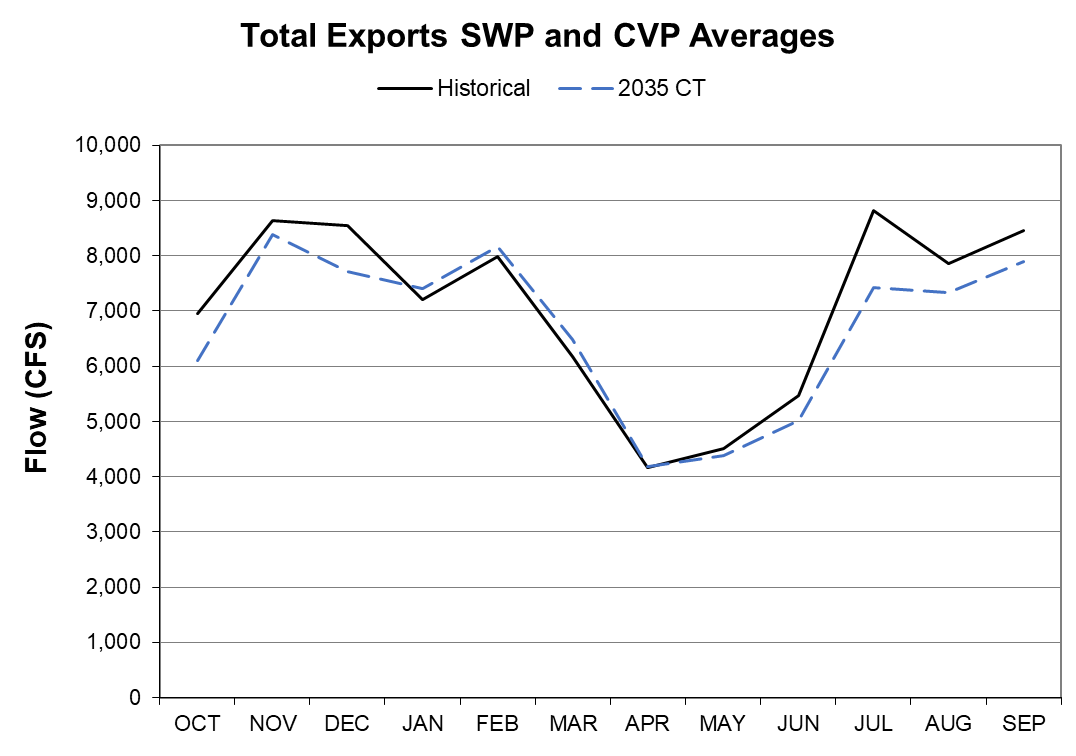 Total Exports SWP and CVP Averages
Historical 2035 CT
10,000
9,000
8,000
7,000
6,000
5,000
4,000
3,000
2,000
1,000
0
Flow (CFS)
OCT NOV DEC JAN FEB MAR APR MAY JUN JUL AUG SEP